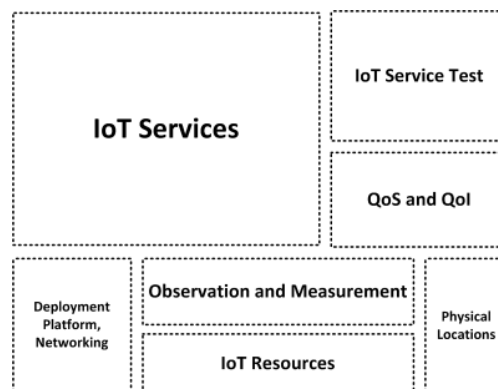 IoT Services
IoT Service Test
QoS and QoI
Deployment
Platform,
Networking
Observation and Measurement
IoT Resources
Physical
Locations